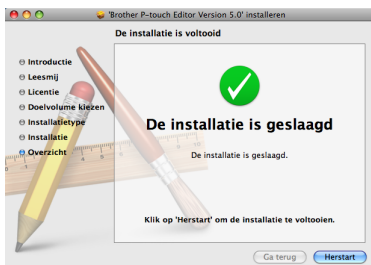 'Brother P-touch Editor Version 5.0' installeren
De installatie is voltooid
Introductie
Leesmij
Licentie
Doelvolume kiezen
Installatietype
Installatie
Overzicht
De installatie is geslaagd
De installatie is geslaagd.
Klik op 'Herstart' om de installatie te voltooien.
Ga terug
Herstart